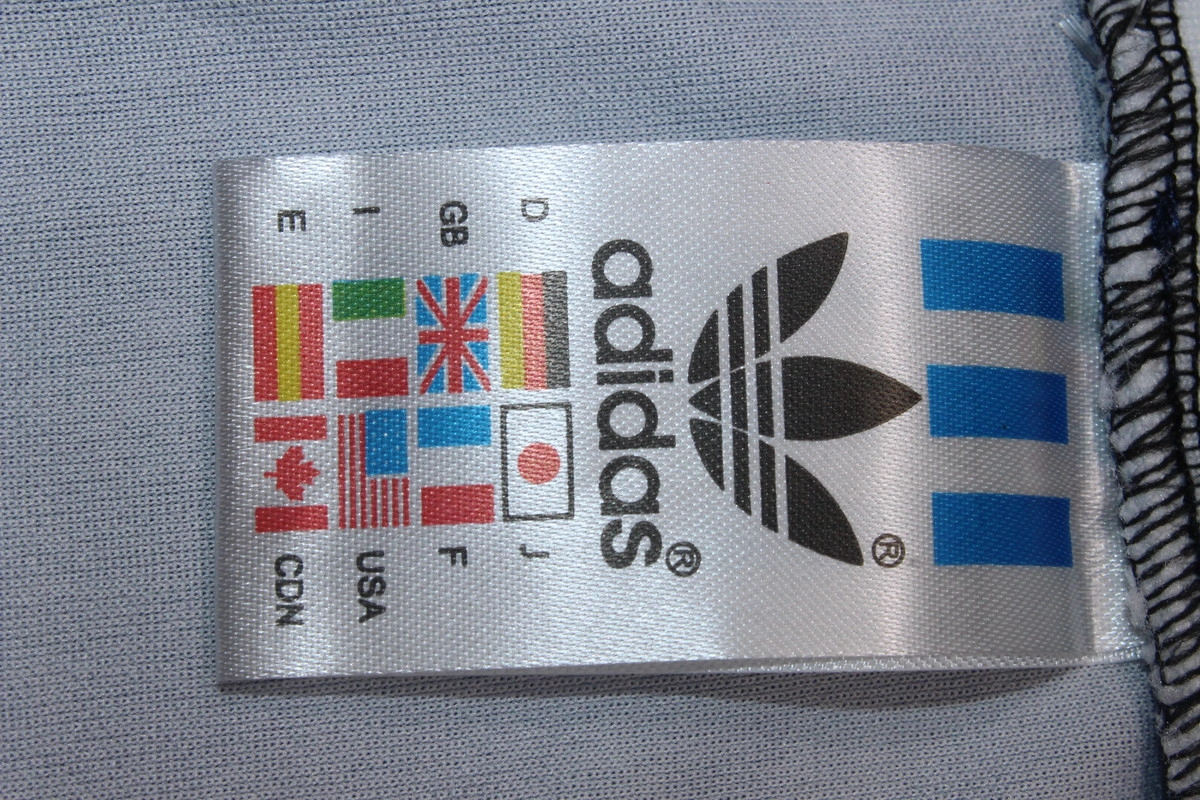 ®
adidas®
D J
GB F
I USA
E CDN